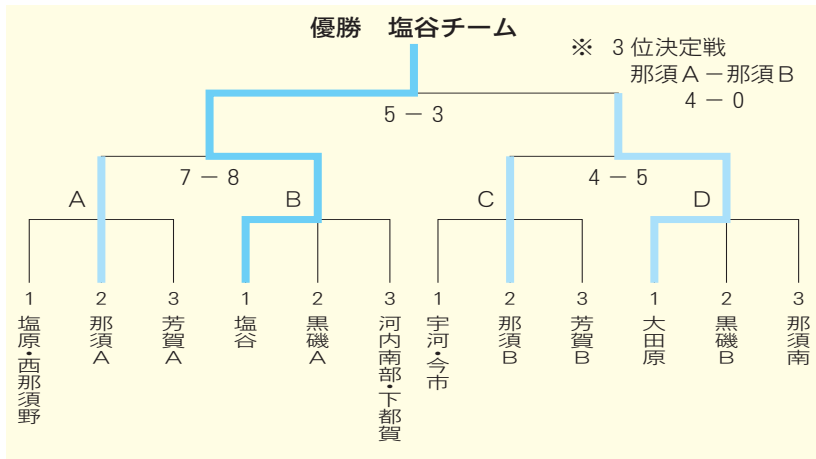 優勝 塩谷チーム
※ 3位決定戦
那須A－那須B
4－0
5－3
7－8
4－5
A
B
C
D
1
塩原・西那須野
2
那須A
3
芳賀A
1
塩谷
2
黒磯A
3
河内南部・下都賀
1
宇河・今市
2
那須B
3
芳賀B
1
大田原
2
黒磯B
3
那須南